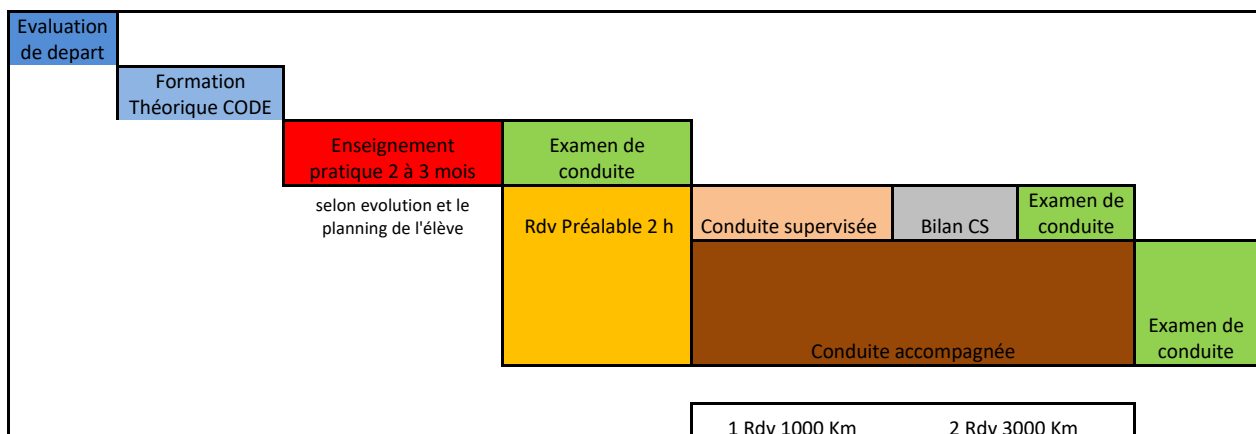 Evaluation
de depart
Formation
Théorique CODE
Enseignement
pratique 2 à 3 mois
Examen de
conduite
selon evolution et le
planning de l'élève
Rdv Préalable 2 h
Conduite supervisée
Bilan CS
Examen de
conduite
Conduite accompagnée
Examen de
conduite
1 Rdv 1000 Km
2 Rdv 3000 Km